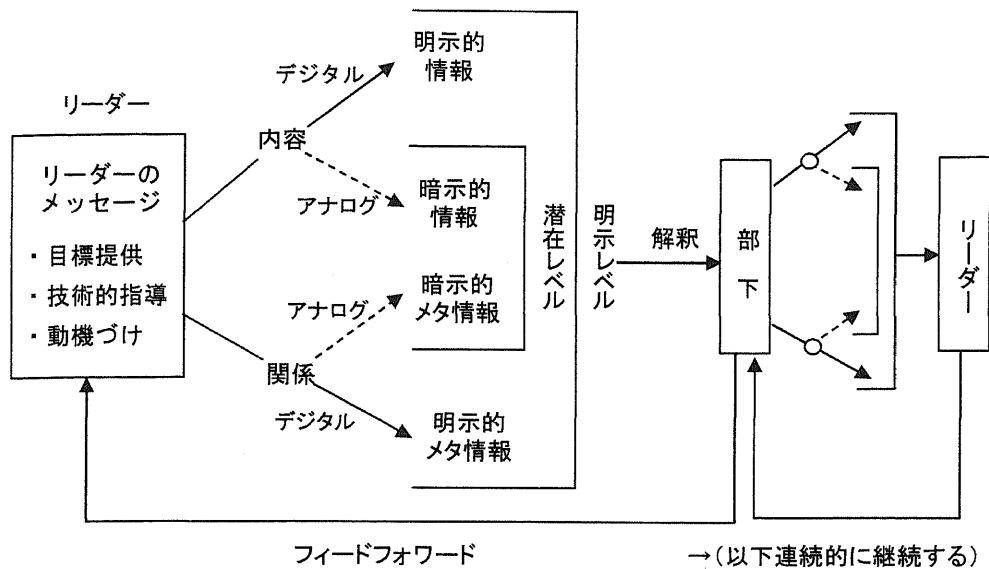 リーダー
リーダーの
メッセージ
・目標提供
・技術的指導
・動機づけ
内容
デジタル
アナログ
関係
アナログ
デジタル
明示的
情報
暗示的
情報
暗示的
メタ情報
明示的
メタ情報
潜在レベル
明示レベル
解釈
部下
リーダー
フィードフォワード
→(以下連続的に継続する)